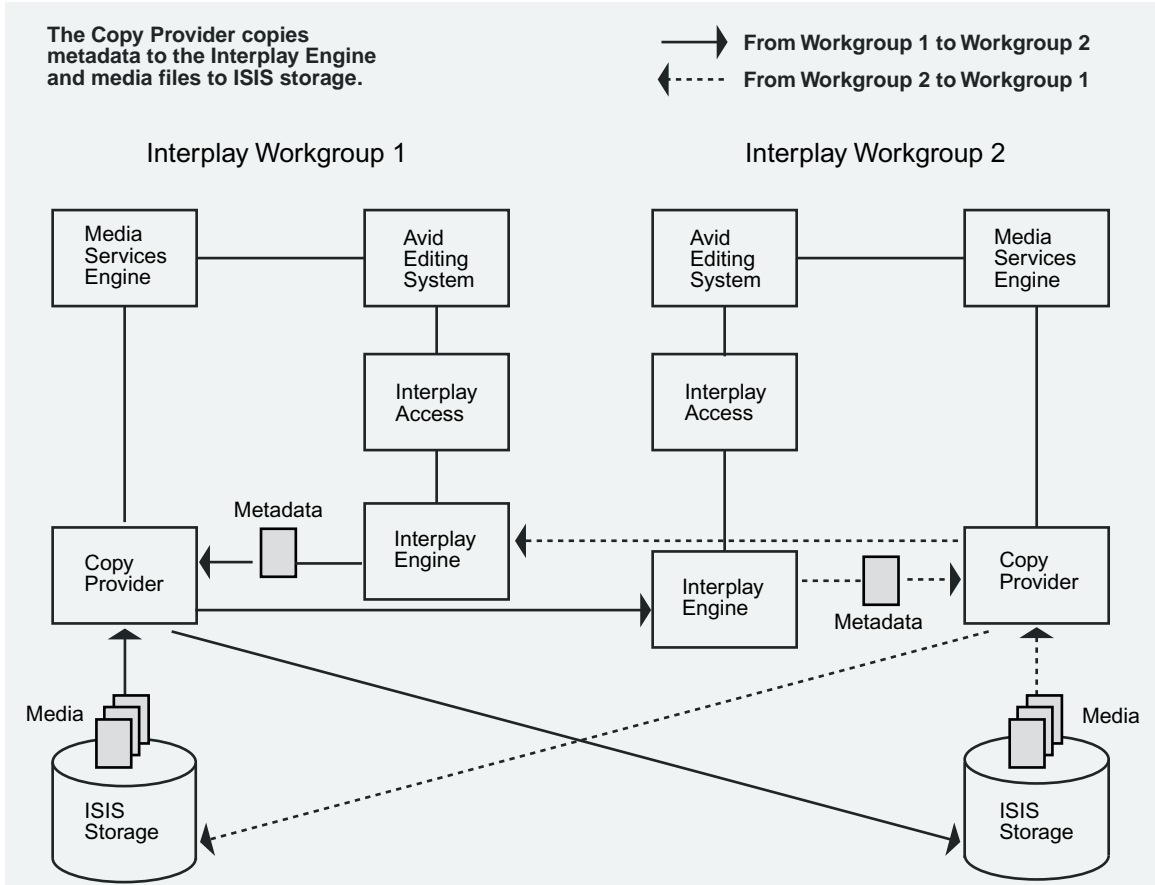 The Copy Provider copies
metadata to the Interplay Engine
and media files to ISIS storage.
From Workgroup 1 to Workgroup 2
From Workgroup 2 to Workgroup 1
Interplay Workgroup 1
Interplay Workgroup 2
Media
Services
Engine
Avid
Editing
System
Avid
Editing
System
Media
Services
Engine
Interplay
Access
Interplay
Access
Metadata
Copy
Provider
Interplay
Engine
Interplay
Engine
Metadata
Copy
Provider
Media
ISIS
Storage
Media
ISIS
Storage